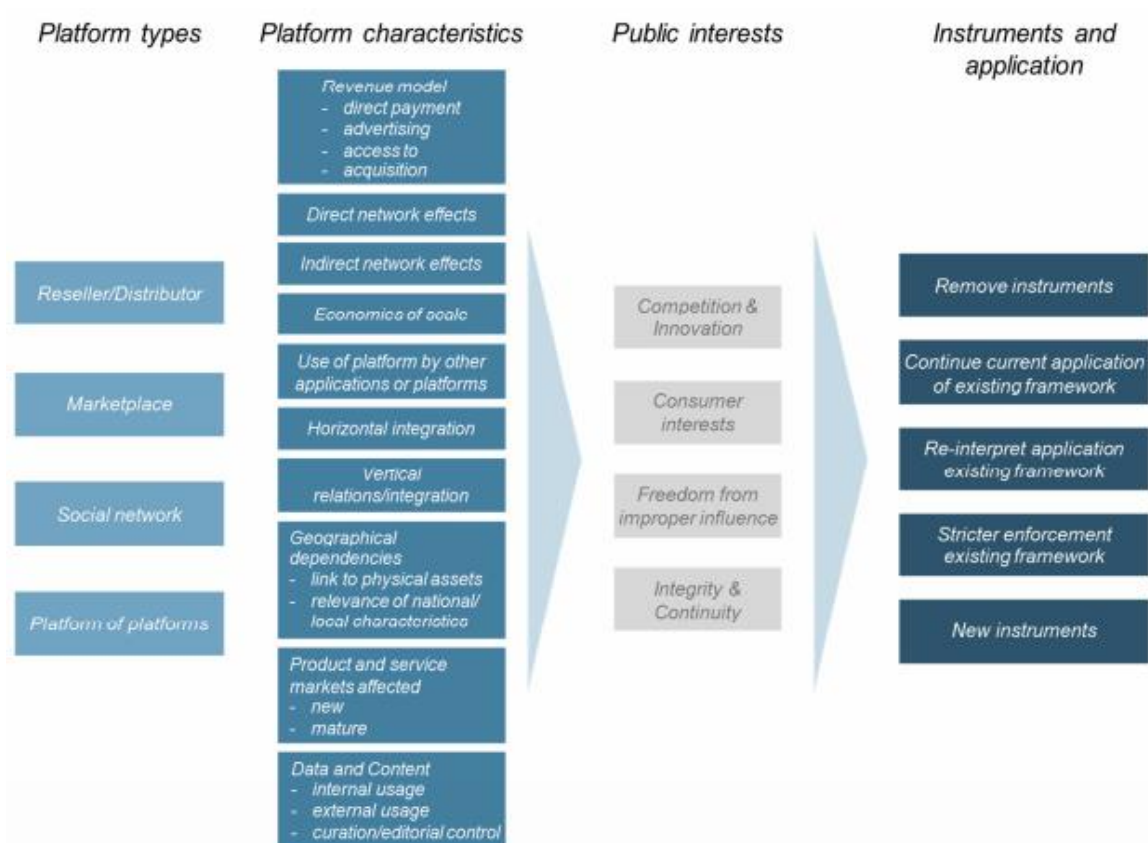 Platform types
Platform characteristics
Public interests
Instruments and
application
Reseller/Distributor
Marketplace
Social network
Platform of platforms
Revenue model
- direct payment
- advertising
- access to
- acquisition
Direct network effects
Indirect network effects
Economics of scale
Use of platform by other
applications or platforms
Horizontal integration
Vertical
relations/integration
Geographical
dependencies
- link to physical assets
- relevance of national/
local characteristics
Product and service
markets affected
- new
- mature
Data and Content
- internal usage
- external usage
- curation/editorial control
Competition &
Innovation
Consumer
interests
Freedom from
improper influence
Integrity &
Continuity
Remove instruments
Continue current application
of existing framework
Re-interpret application
existing framework
Stricter enforcement
existing framework
New instruments